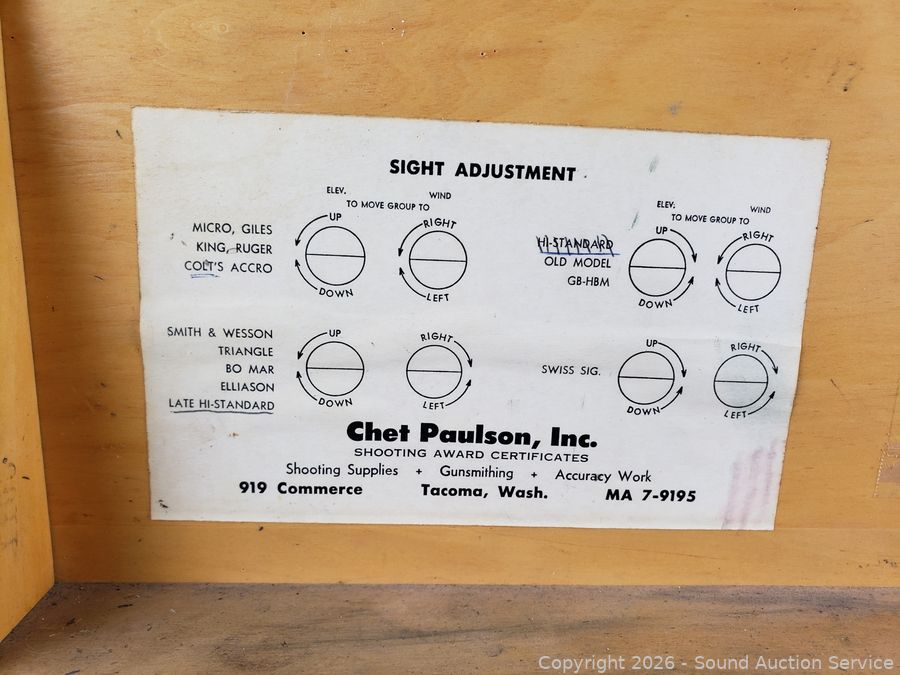 SIGHT ADJUSTMENT
ELEV. WIND
TO MOVE GROUP TO
MICRO, GILES
KING, RUGER
COLT'S ACCRO
UP
DOWN
RIGHT
LEFT
ELEV. WIND
TO MOVE GROUP TO
HI-STANDARD
OLD MODEL
GB-HBM
UP
DOWN
RIGHT
LEFT
SMITH & WESSON
TRIANGLE
BO MAR
ELLIASON
LATE HI-STANDARD
UP
DOWN
RIGHT
LEFT
SWISS SIG.
UP
DOWN
RIGHT
LEFT
Chet Paulson, Inc.
SHOOTING AWARD CERTIFICATES
Shooting Supplies + Gunsmithing + Accuracy Work
919 Commerce Tacoma, Wash. MA 7-9195
Copyright 2026 - Sound Auction Service